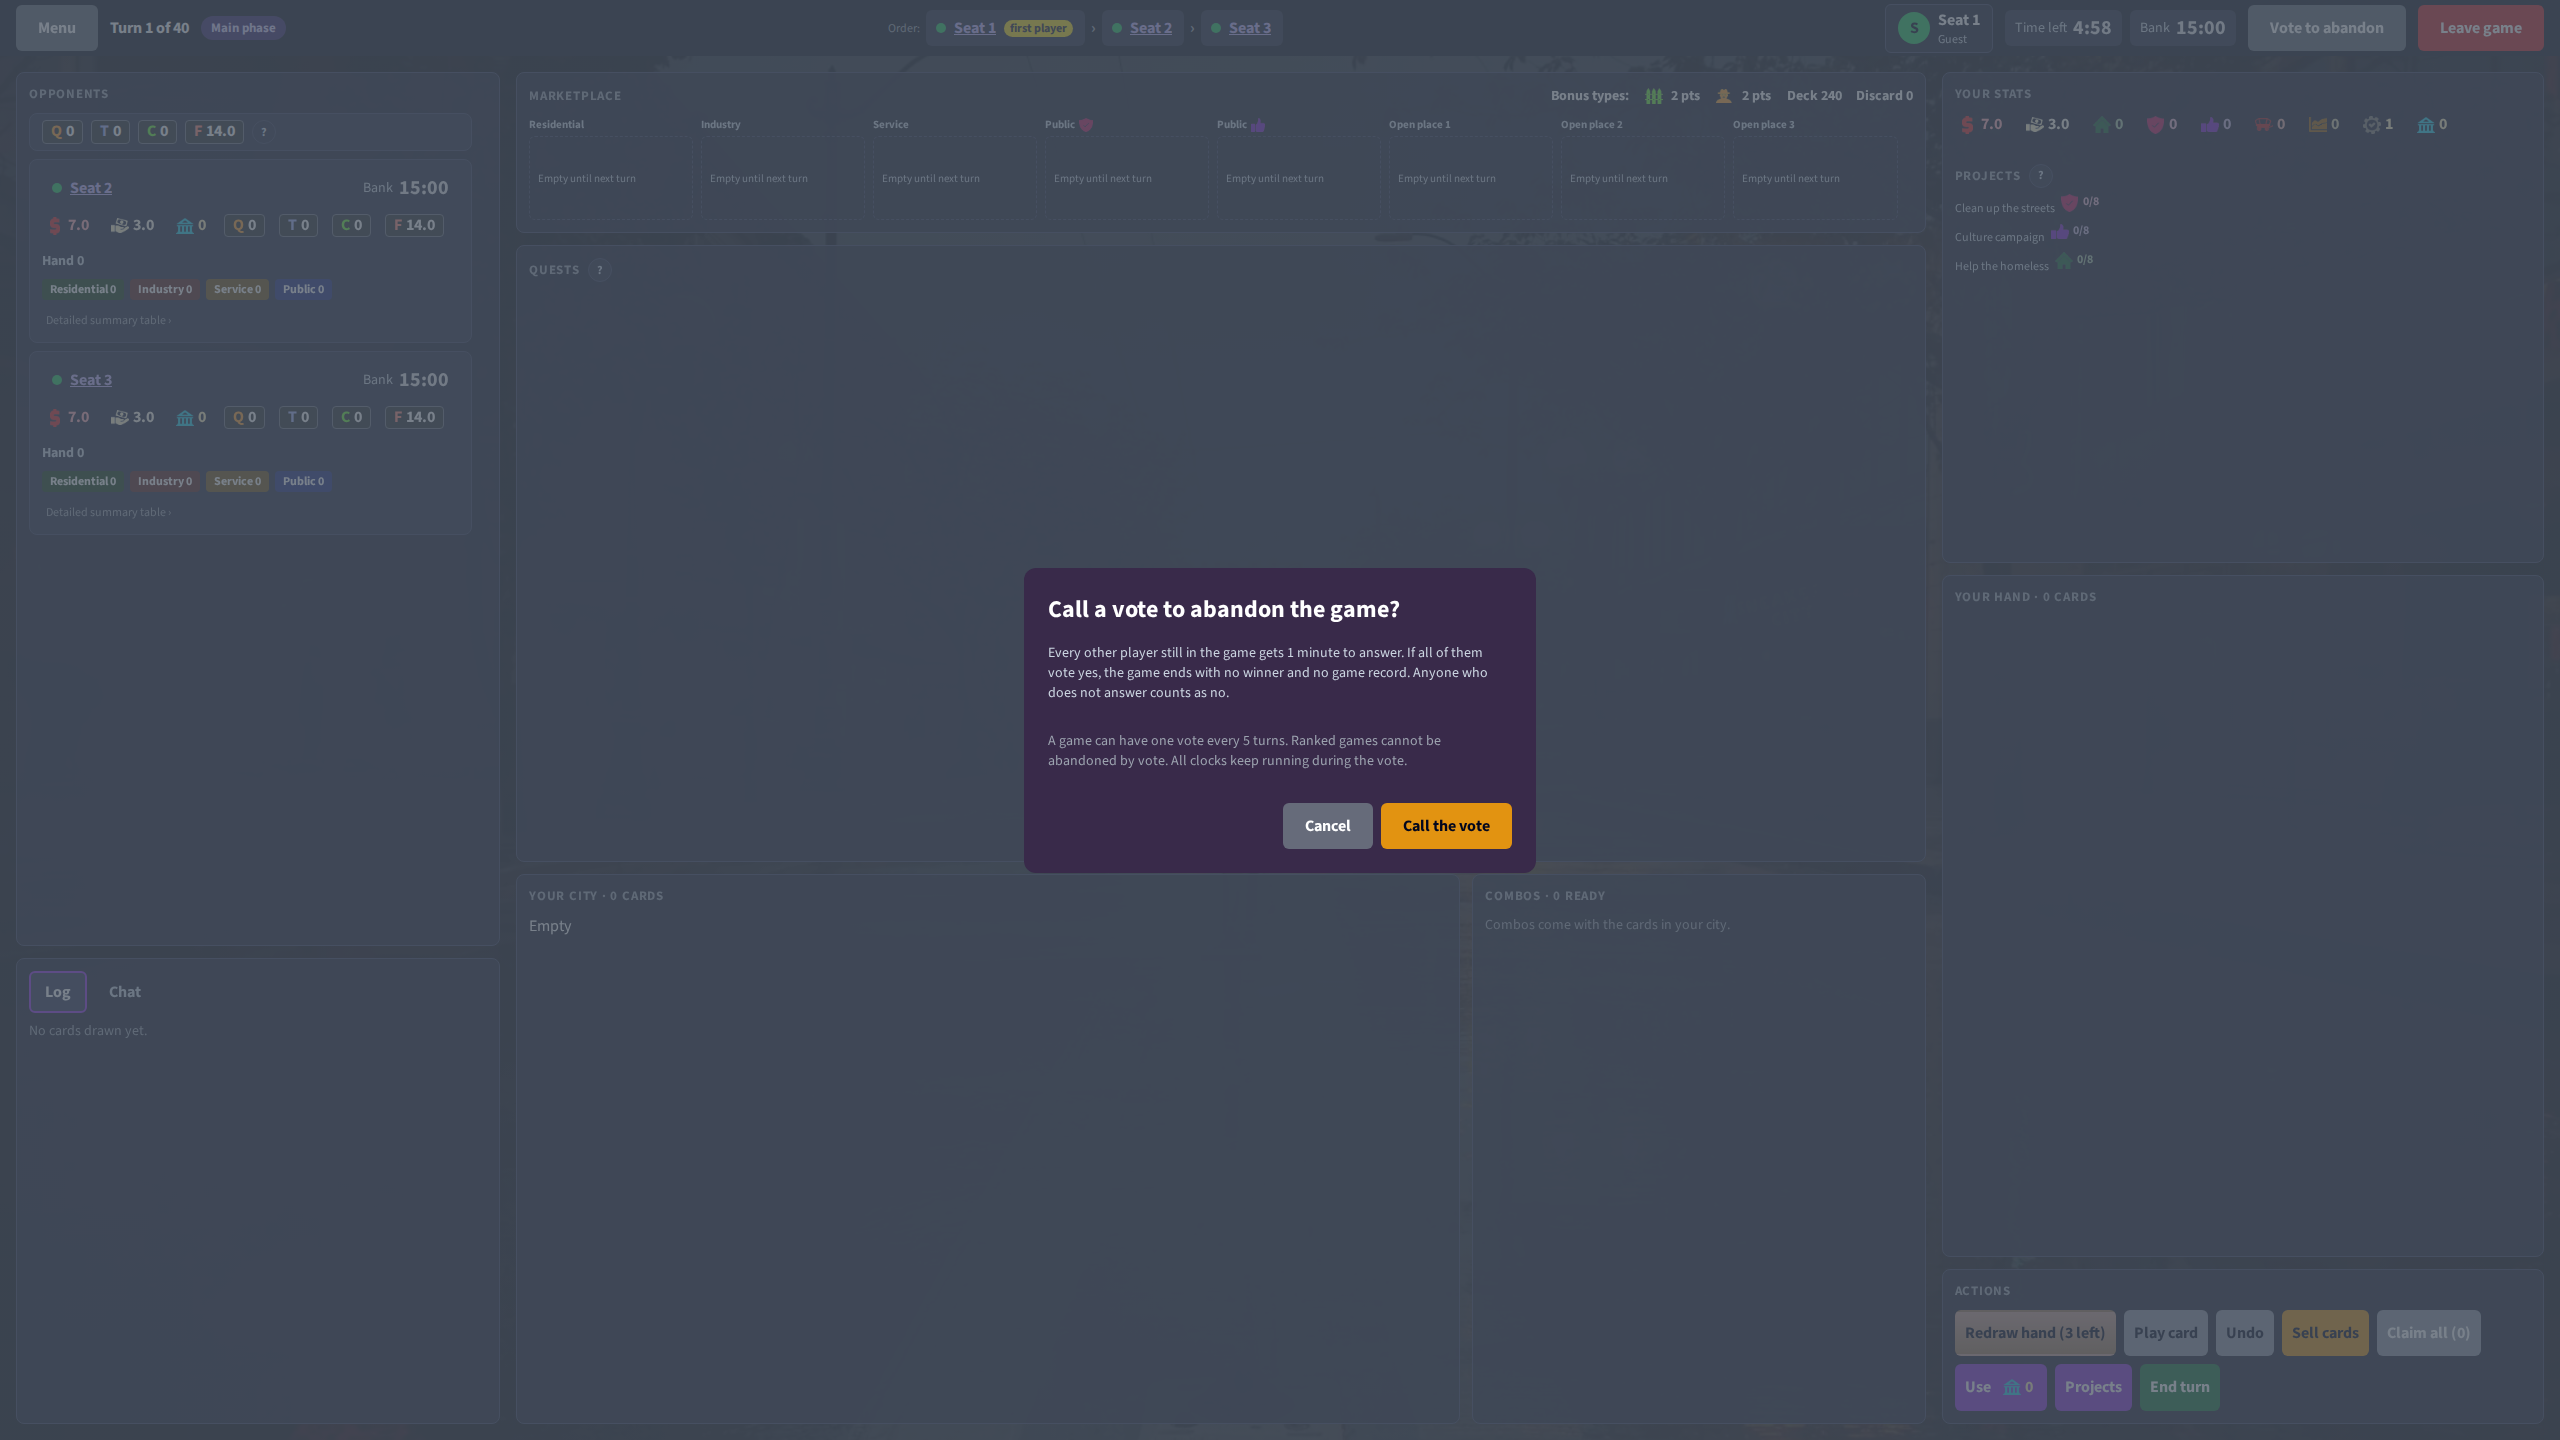 Menu
Turn 1 of 40
Main phase
Order:
Seat 1 first player › Seat 2 › Seat 3
S
Seat 1
Guest
Time left 4:58
Bank 15:00
Vote to abandon
Leave game
OPPONENTS
Q 0 T 0 C 0 F 14.0 ?
Seat 2
Bank 15:00
7.0 3.0 0 Q 0 T 0 C 0 F 14.0
Hand 0
Residential 0 Industry 0 Service 0 Public 0
Detailed summary table ›
Seat 3
Bank 15:00
7.0 3.0 0 Q 0 T 0 C 0 F 14.0
Hand 0
Residential 0 Industry 0 Service 0 Public 0
Detailed summary table ›
Log
Chat
No cards drawn yet.
MARKETPLACE
Bonus types: 2 pts 2 pts Deck 240 Discard 0
Residential Industry Service Public Public Open place 1 Open place 2 Open place 3
Empty until next turn Empty until next turn Empty until next turn Empty until next turn Empty until next turn Empty until next turn Empty until next turn Empty until next turn
QUESTS ?
Call a vote to abandon the game?
Every other player still in the game gets 1 minute to answer. If all of them
vote yes, the game ends with no winner and no game record. Anyone who
does not answer counts as no.
A game can have one vote every 5 turns. Ranked games cannot be
abandoned by vote. All clocks keep running during the vote.
Cancel
Call the vote
YOUR CITY · 0 CARDS
Empty
COMBOS · 0 READY
Combos come with the cards in your city.
YOUR STATS
$ 7.0 3.0 0 0 0 0 0 1 0
PROJECTS ?
Clean up the streets 0/8
Culture campaign 0/8
Help the homeless 0/8
YOUR HAND · 0 CARDS
ACTIONS
Redraw hand (3 left) Play card Undo Sell cards Claim all (0)
Use 0 Projects End turn